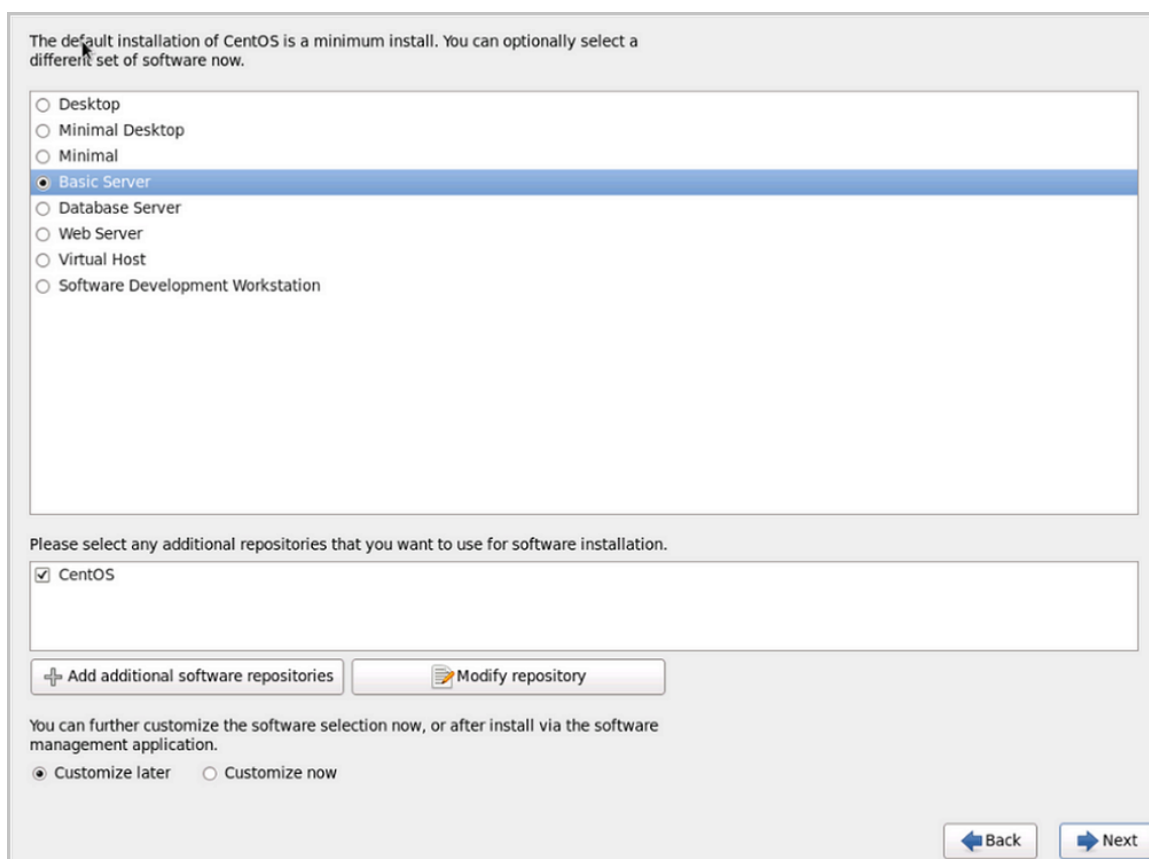 The default installation of CentOS is a minimum install. You can optionally select a
different set of software now.
Desktop
Minimal Desktop
Minimal
Basic Server
Database Server
Web Server
Virtual Host
Software Development Workstation
Please select any additional repositories that you want to use for software installation.
CentOS
Add additional software repositories
Modify repository
You can further customize the software selection now, or after install via the software
management application.
Customize later
Customize now
Back
Next